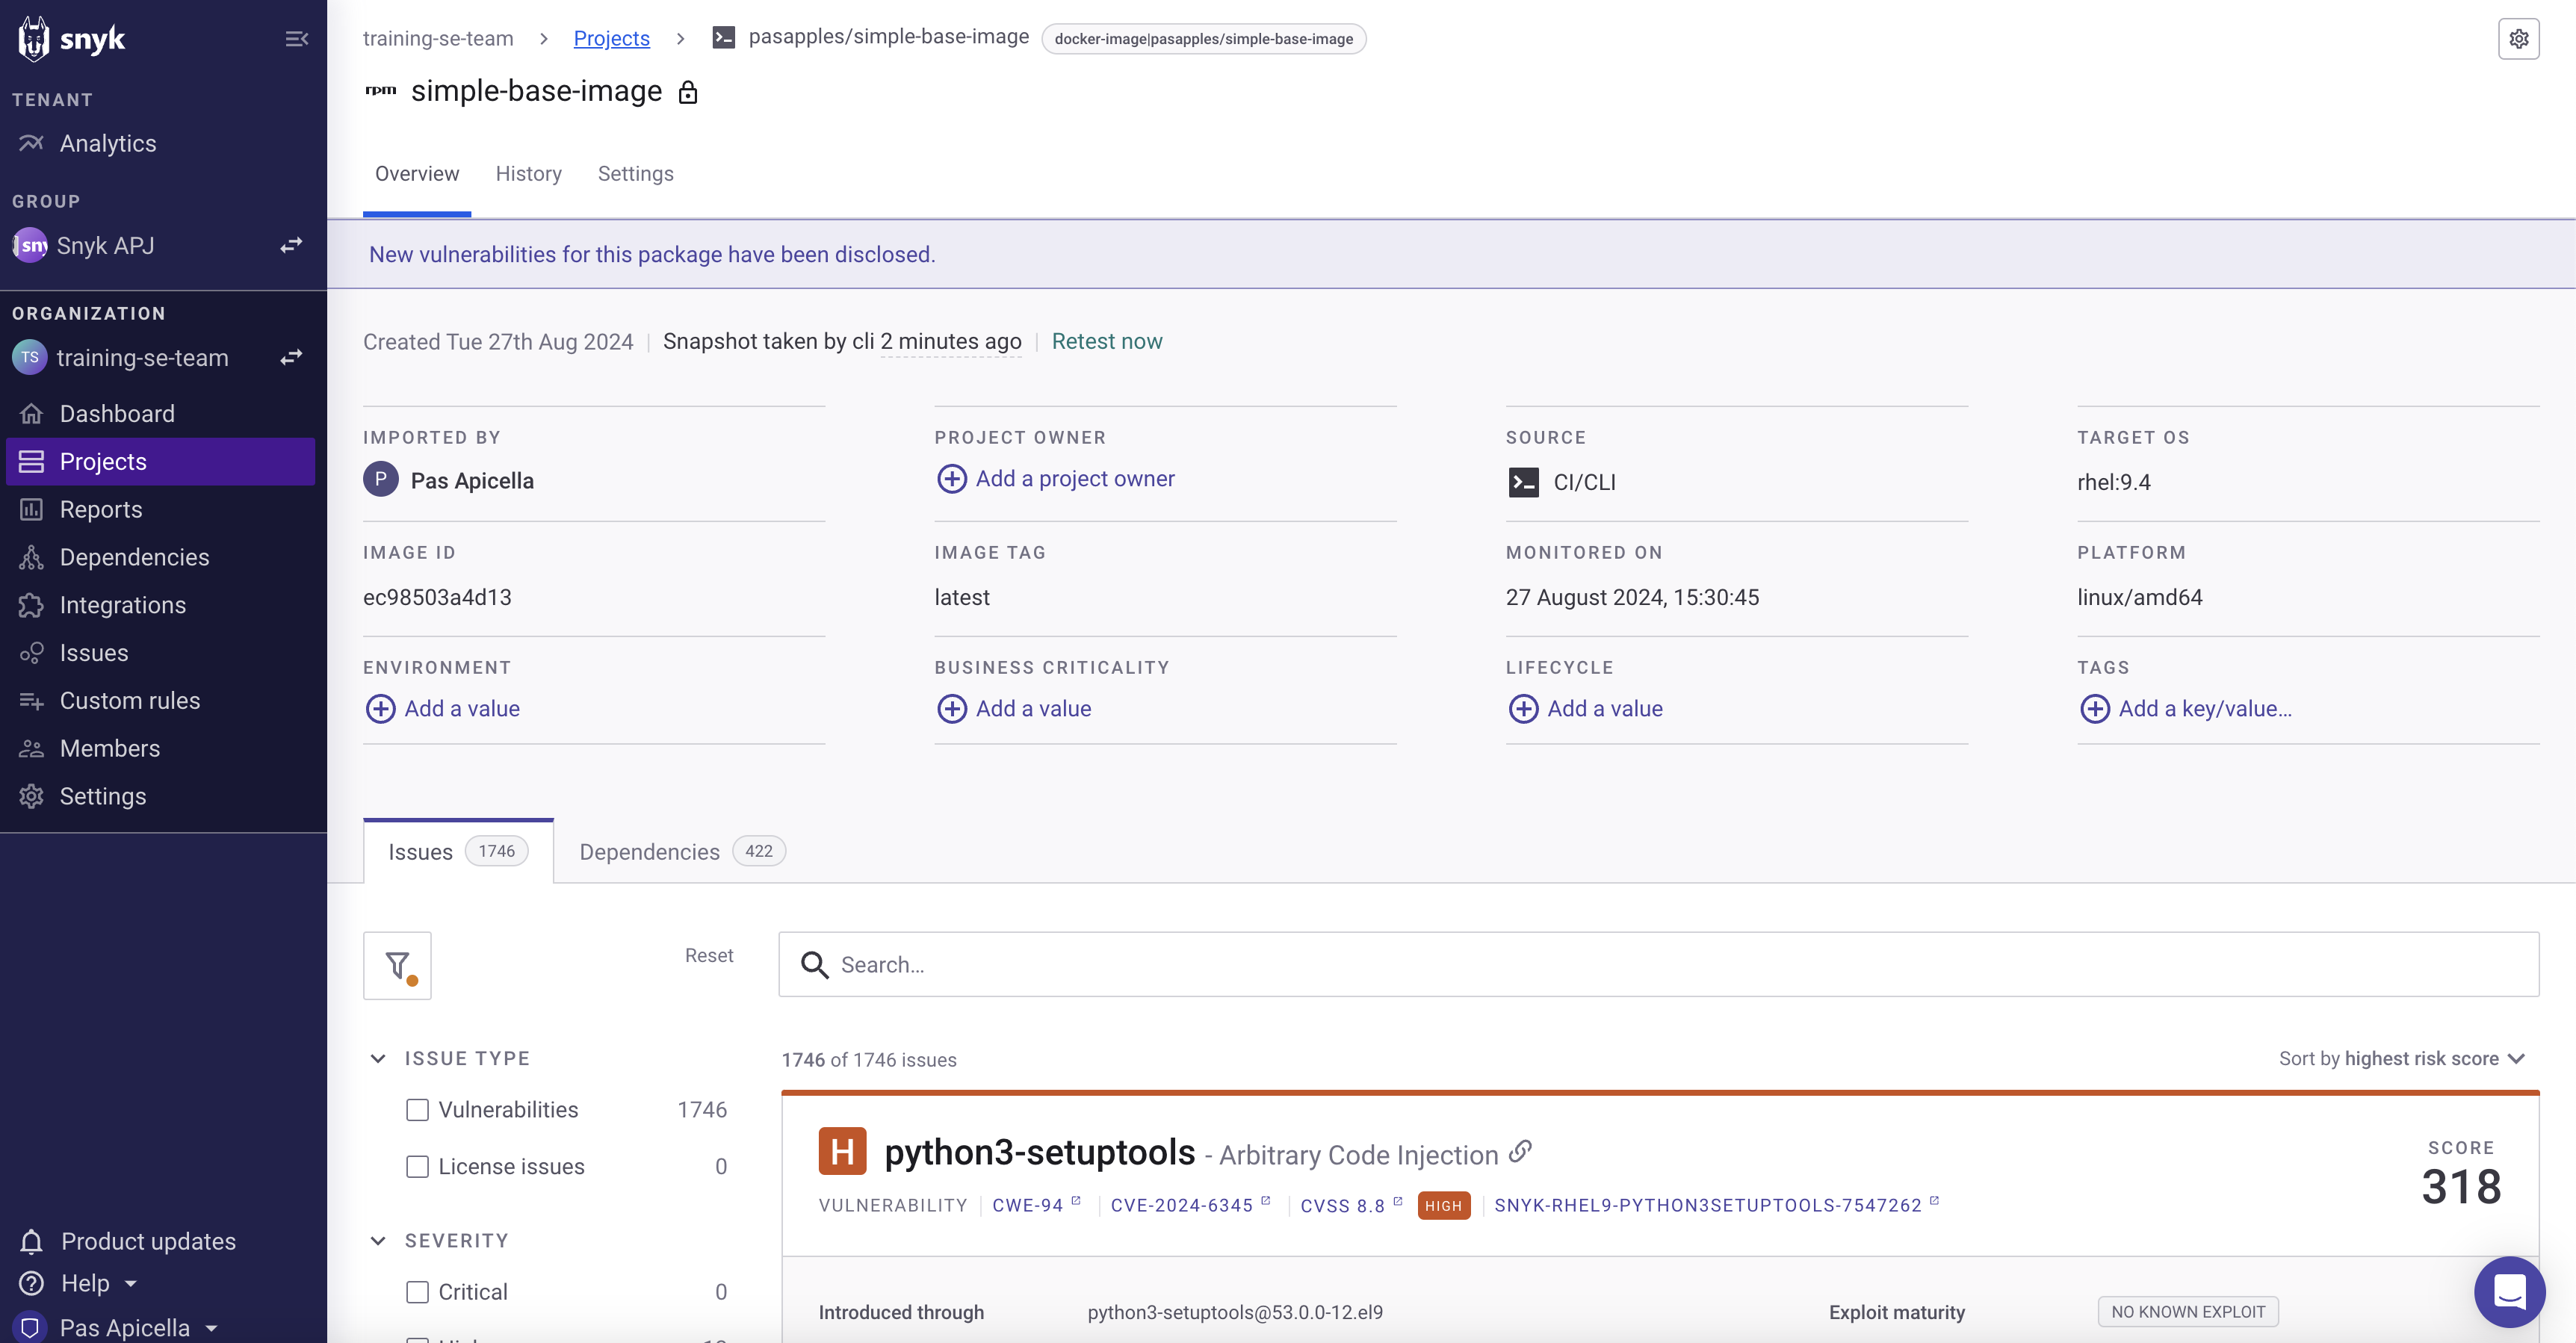 snyk
TENANT
Analytics
GROUP
Snyk APJ
ORGANIZATION
TS training-se-team
Dashboard
Projects
Reports
Dependencies
Integrations
Issues
Custom rules
Members
Settings
Product updates
Help
Pas Apicella
training-se-team > Projects > pasapples/simple-base-image docker-image|pasapples/simple-base-image
rpm simple-base-image
Overview History Settings
New vulnerabilities for this package have been disclosed.
Created Tue 27th Aug 2024 | Snapshot taken by cli 2 minutes ago | Retest now
IMPORTED BY PROJECT OWNER SOURCE TARGET OS
P Pas Apicella Add a project owner CI/CLI rhel:9.4
IMAGE ID IMAGE TAG MONITORED ON PLATFORM
ec98503a4d13 latest 27 August 2024, 15:30:45 linux/amd64
ENVIRONMENT BUSINESS CRITICALITY LIFECYCLE TAGS
Add a value Add a value Add a value Add a key/value...
Issues 1746 Dependencies 422
Reset Search...
ISSUE TYPE
Vulnerabilities 1746
License issues 0
SEVERITY
Critical 0
1746 of 1746 issues Sort by highest risk score
H python3-setuptools - Arbitrary Code Injection
SCORE
318
VULNERABILITY | CWE-94 | CVE-2024-6345 | CVSS 8.8 HIGH | SNYK-RHEL9-PYTHON3SETUPTOOLS-7547262
Introduced through python3-setuptools@53.0.0-12.el9 Exploit maturity NO KNOWN EXPLOIT